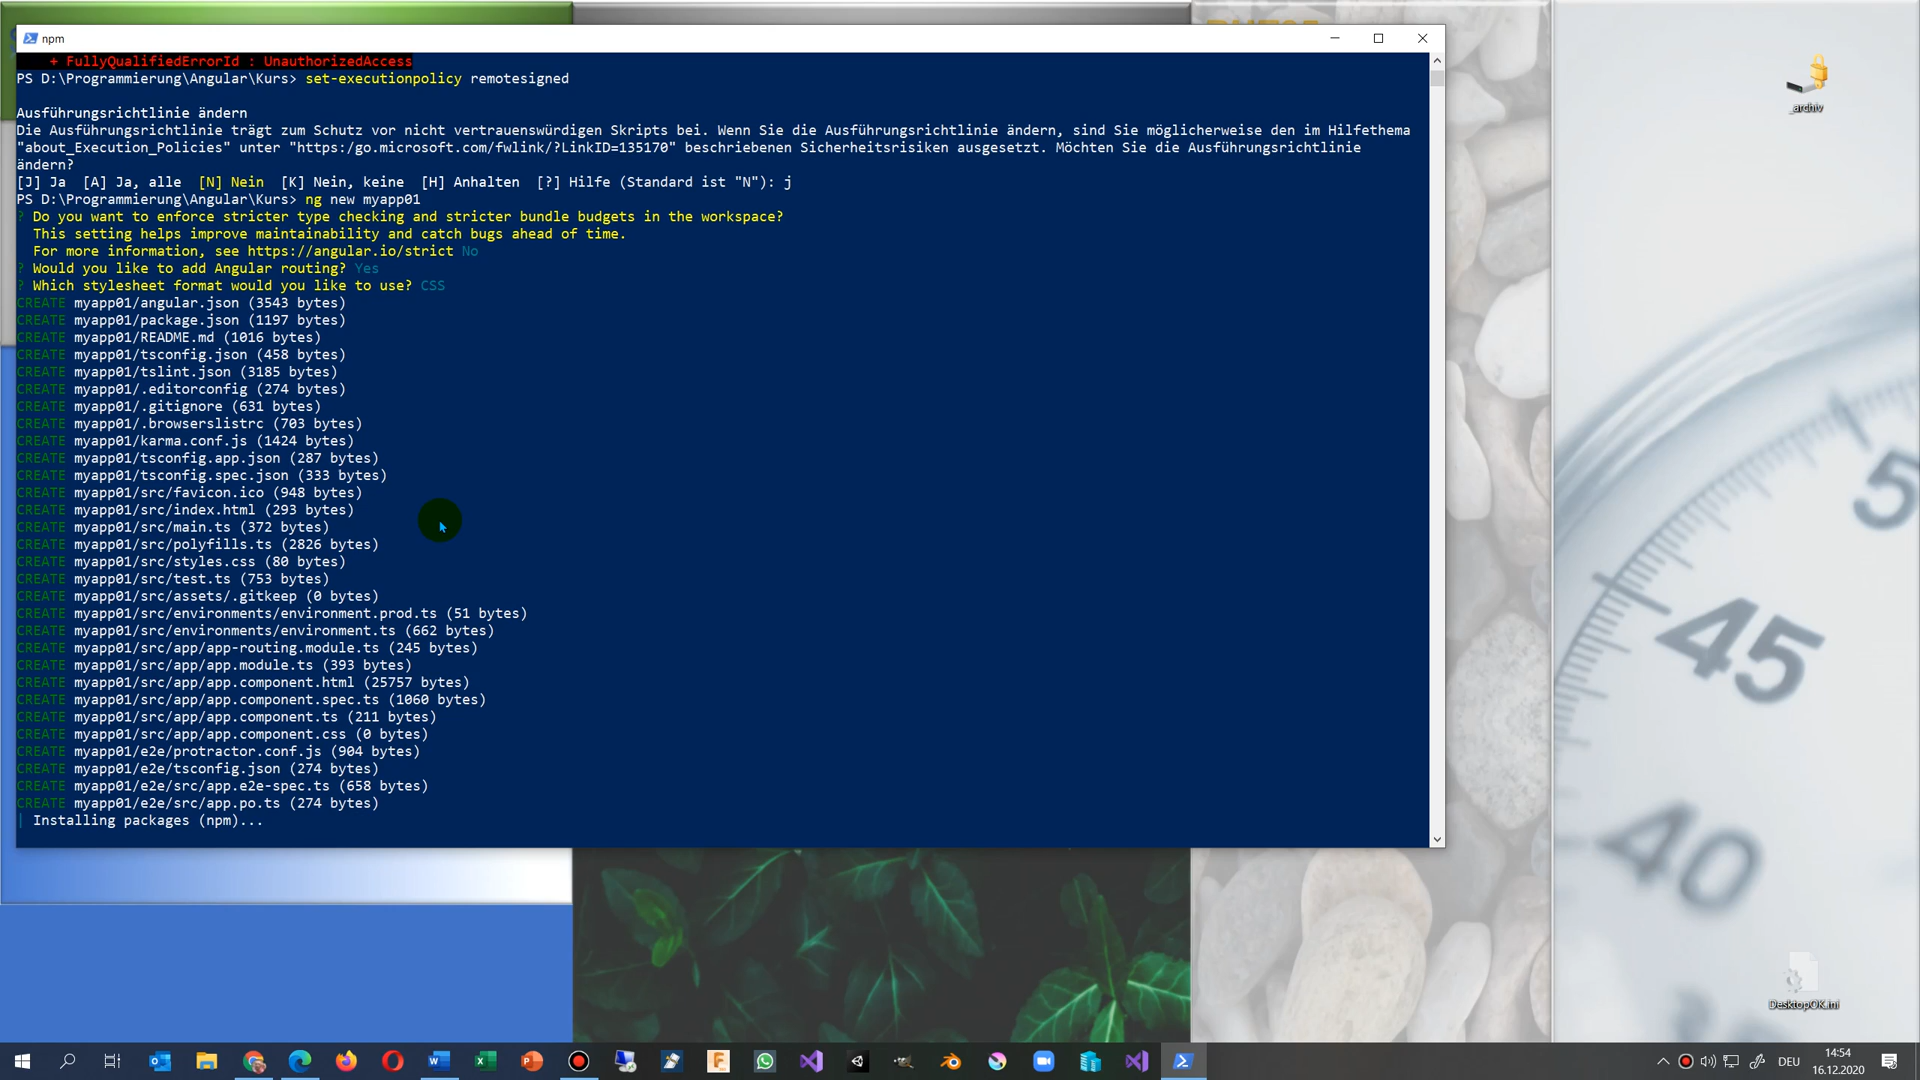 npm
+ FullyQualifiedErrorId : UnauthorizedAccess
PS D:\Programmierung\Angular\Kurs> set-executionpolicy remotesigned
Ausführungsrichtlinie ändern
Die Ausführungsrichtlinie trägt zum Schutz vor nicht vertrauenswürdigen Skripts bei. Wenn Sie die Ausführungsrichtlinie ändern, sind Sie möglicherweise den im Hilfethema
"about_Execution_Policies" unter "https:/go.microsoft.com/fwlink/?LinkID=135170" beschriebenen Sicherheitsrisiken ausgesetzt. Möchten Sie die Ausführungsrichtlinie
ändern?
[J] Ja  [A] Ja, alle  [N] Nein  [K] Nein, keine  [H] Anhalten  [?] Hilfe (Standard ist "N"): j
PS D:\Programmierung\Angular\Kurs> ng new myapp01
? Do you want to enforce stricter type checking and stricter bundle budgets in the workspace?
This setting helps improve maintainability and catch bugs ahead of time.
For more information, see https://angular.io/strict No
? Would you like to add Angular routing? Yes
? Which stylesheet format would you like to use? CSS
CREATE myapp01/angular.json (3543 bytes)
CREATE myapp01/package.json (1197 bytes)
CREATE myapp01/README.md (1016 bytes)
CREATE myapp01/tsconfig.json (458 bytes)
CREATE myapp01/tslint.json (3185 bytes)
CREATE myapp01/.editorconfig (274 bytes)
CREATE myapp01/.gitignore (631 bytes)
CREATE myapp01/.browserslistrc (703 bytes)
CREATE myapp01/karma.conf.js (1424 bytes)
CREATE myapp01/tsconfig.app.json (287 bytes)
CREATE myapp01/tsconfig.spec.json (333 bytes)
CREATE myapp01/src/favicon.ico (948 bytes)
CREATE myapp01/src/index.html (293 bytes)
CREATE myapp01/src/main.ts (372 bytes)
CREATE myapp01/src/polyfills.ts (2826 bytes)
CREATE myapp01/src/styles.css (80 bytes)
CREATE myapp01/src/test.ts (753 bytes)
CREATE myapp01/src/assets/.gitkeep (0 bytes)
CREATE myapp01/src/environments/environment.prod.ts (51 bytes)
CREATE myapp01/src/environments/environment.ts (662 bytes)
CREATE myapp01/src/app/app-routing.module.ts (245 bytes)
CREATE myapp01/src/app/app.module.ts (393 bytes)
CREATE myapp01/src/app/app.component.html (25757 bytes)
CREATE myapp01/src/app/app.component.spec.ts (1060 bytes)
CREATE myapp01/src/app/app.component.ts (211 bytes)
CREATE myapp01/src/app/app.component.css (0 bytes)
CREATE myapp01/e2e/protractor.conf.js (904 bytes)
CREATE myapp01/e2e/tsconfig.json (274 bytes)
CREATE myapp01/e2e/src/app.e2e-spec.ts (658 bytes)
CREATE myapp01/e2e/src/app.po.ts (274 bytes)
| Installing packages (npm)...
_archiv
5
45
40
DesktopOK.ini
DEU
14:54
16.12.2020